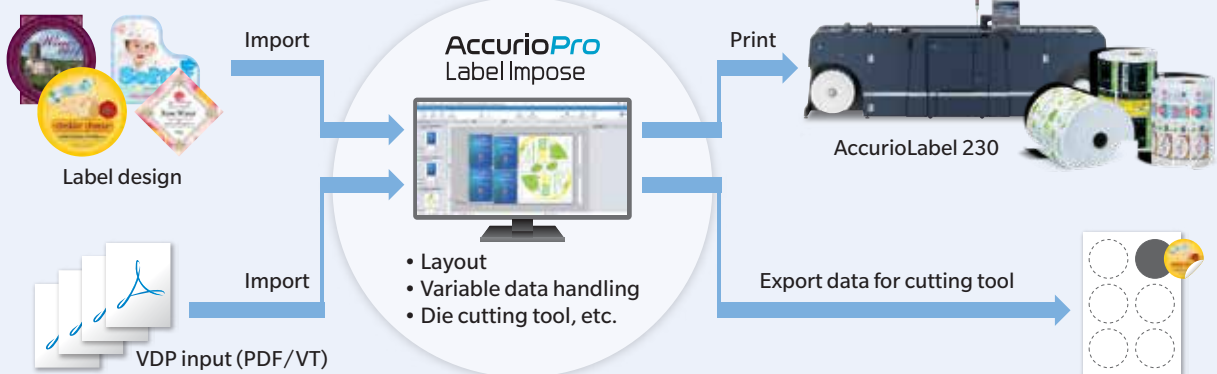 Import
AccurioPro
Label Impose
Print
Label design
AccurioLabel 230
Import
• Layout
• Variable data handling
• Die cutting tool, etc.
Export data for cutting tool
VDP input (PDF/VT)